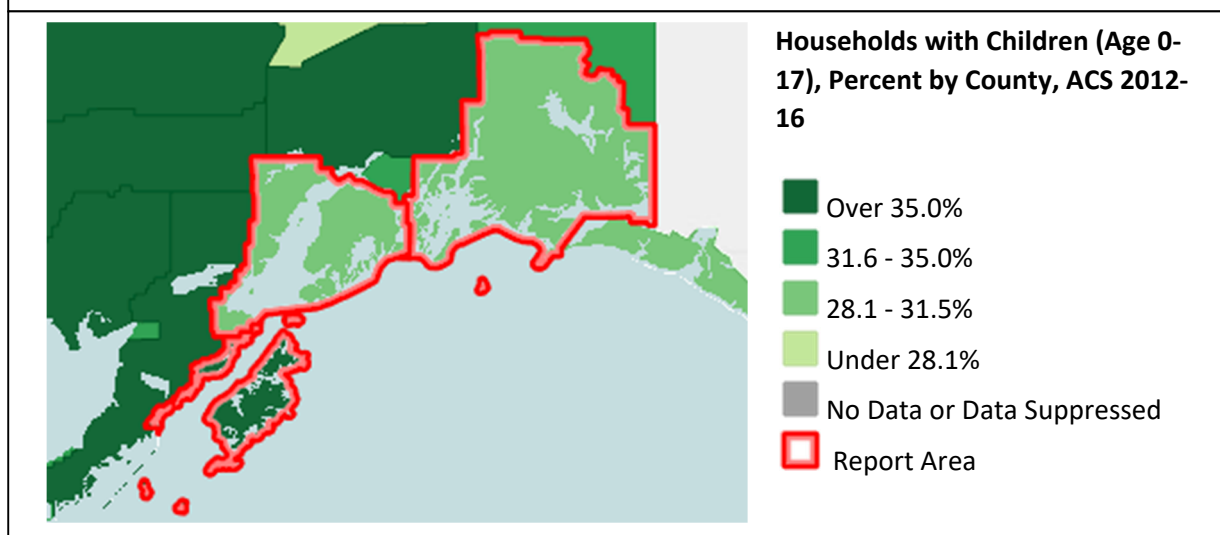 Households with Children (Age 0-
17), Percent by County, ACS 2012-
16
Over 35.0%
31.6 - 35.0%
28.1 - 31.5%
Under 28.1%
No Data or Data Suppressed
Report Area